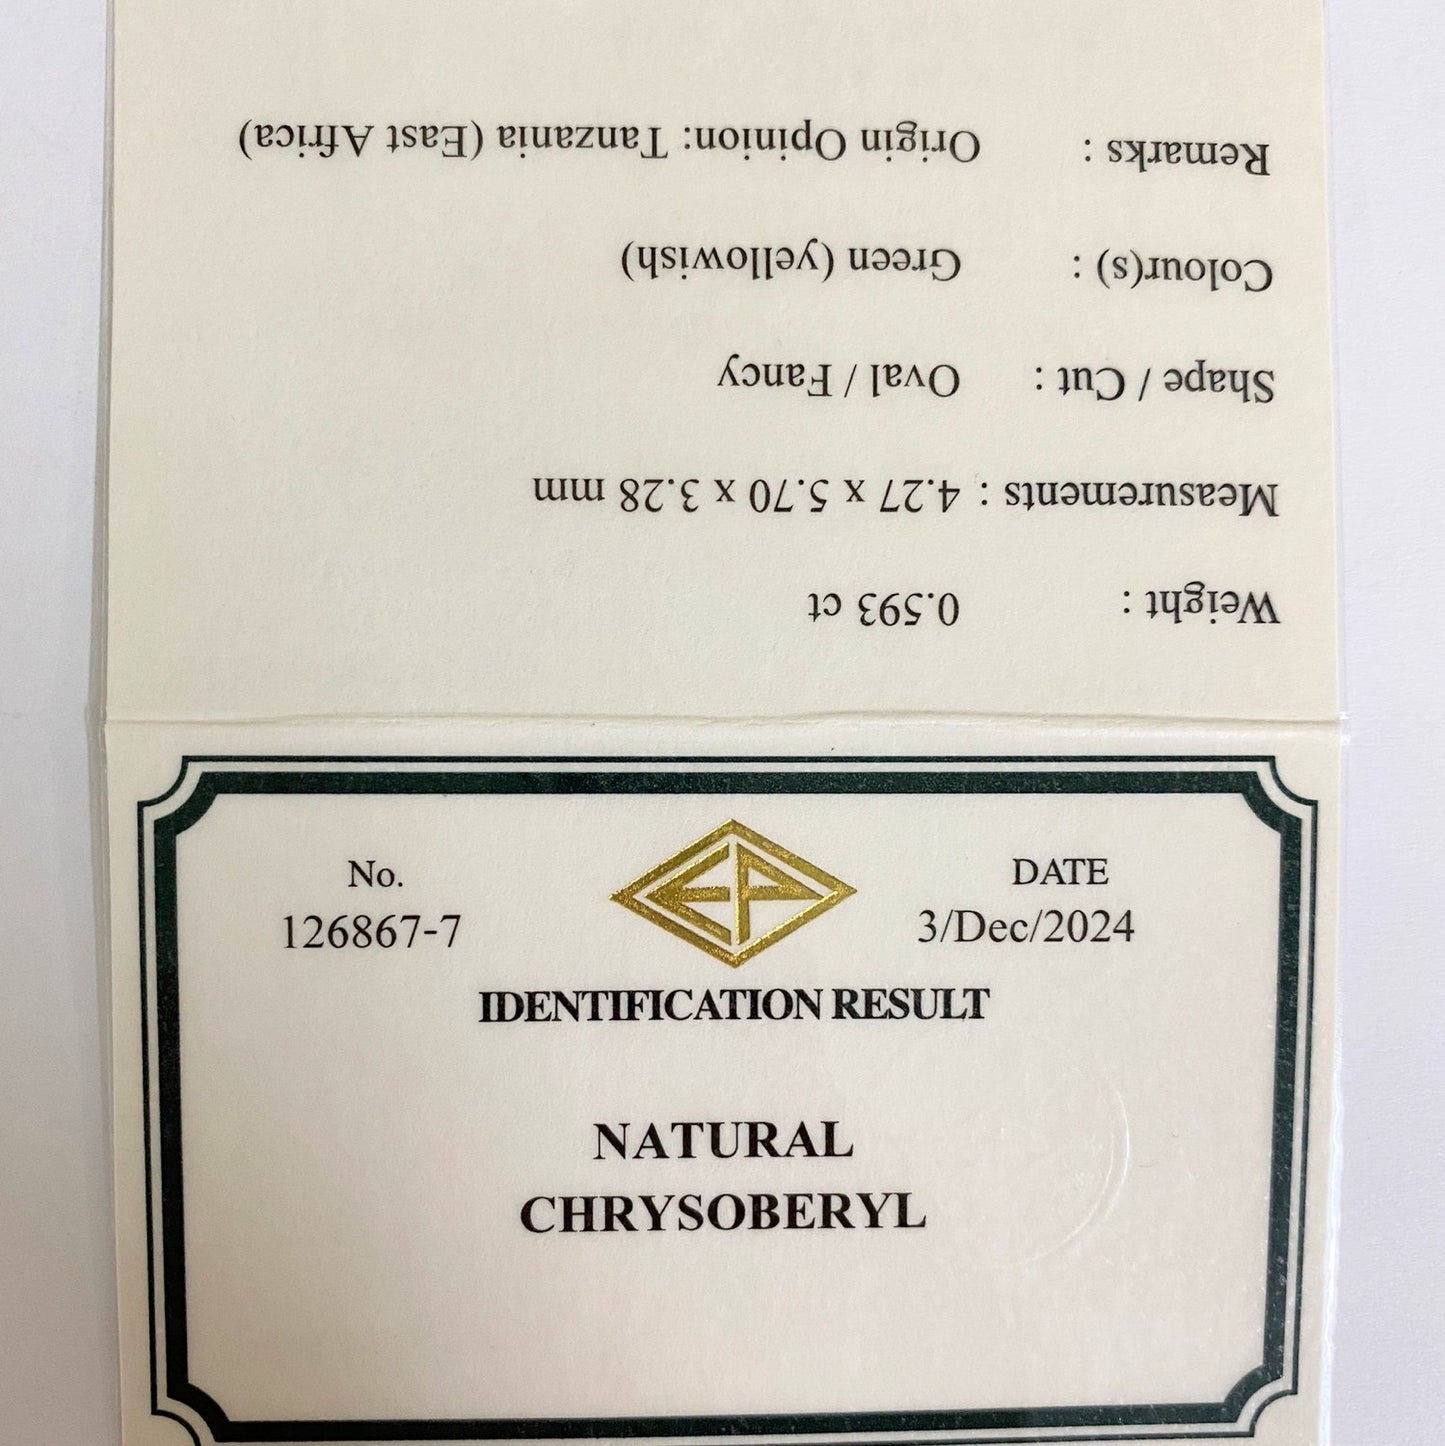 Weight : 0.593 ct
Measurements : 4.27 x 5.70 x 3.28 mm
Shape / Cut : Oval / Fancy
Colour(s) : Green (yellowish)
Remarks : Origin Opinion: Tanzania (East Africa)
No. EP DATE
126867-7 3/Dec/2024
IDENTIFICATION RESULT
NATURAL
CHRYSOBERYL